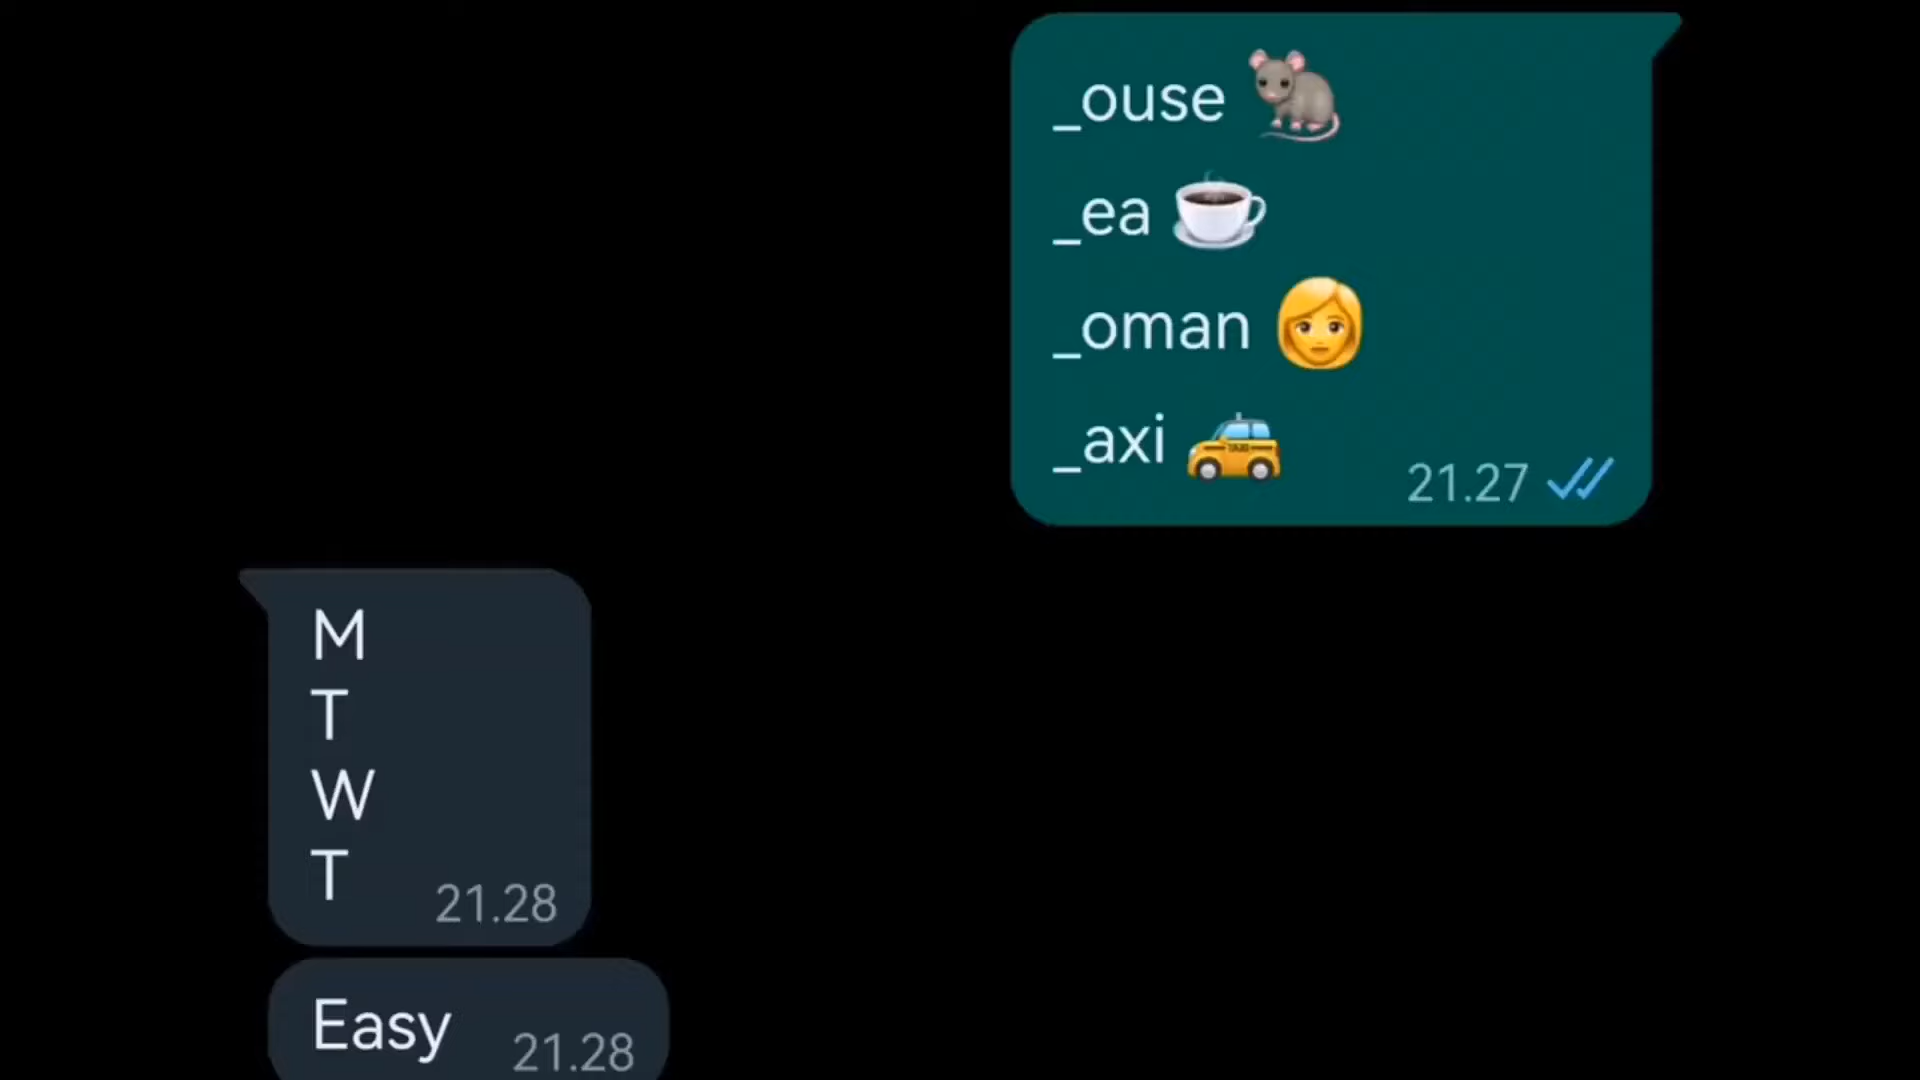 _ouse 🐀
_ea ☕
_oman 👩
_axi 🚕
21.27
M
T
W
T
21.28
Easy
21.28